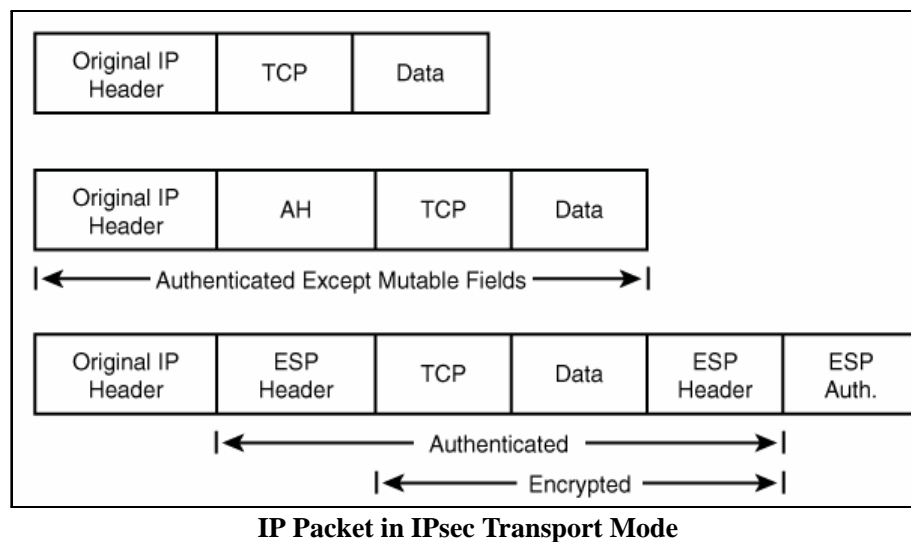 Original IP
Header
TCP
Data
Original IP
Header
AH
TCP
Data
Authenticated Except Mutable Fields
Original IP
Header
ESP
Header
TCP
Data
ESP
Header
ESP
Auth.
Authenticated
Encrypted
IP Packet in IPsec Transport Mode